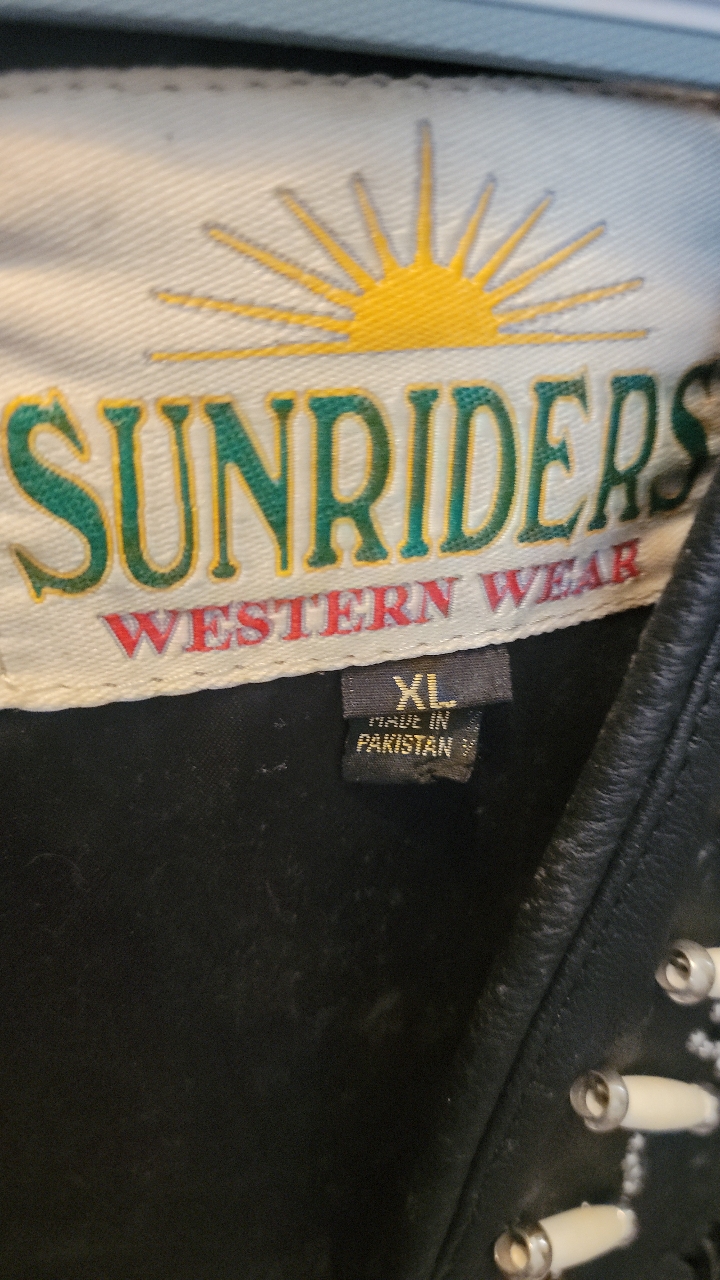 SUNRIDERS
WESTERN WEAR
XL
MADE IN
PAKISTAN